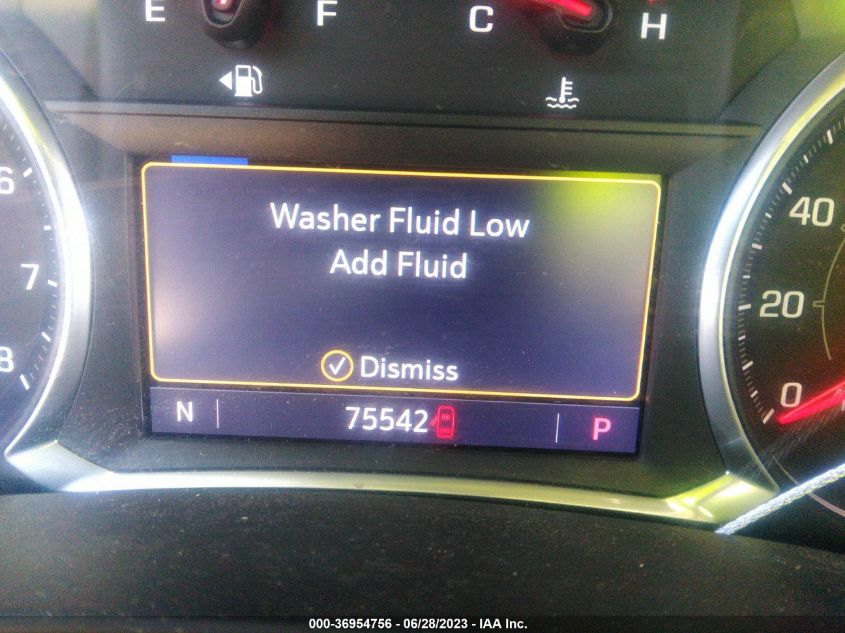 E F C H
6
7
8
Washer Fluid Low
Add Fluid
Dismiss
N 75542 P
40
20
0
000-36954756 - 06/28/2023 - IAA Inc.